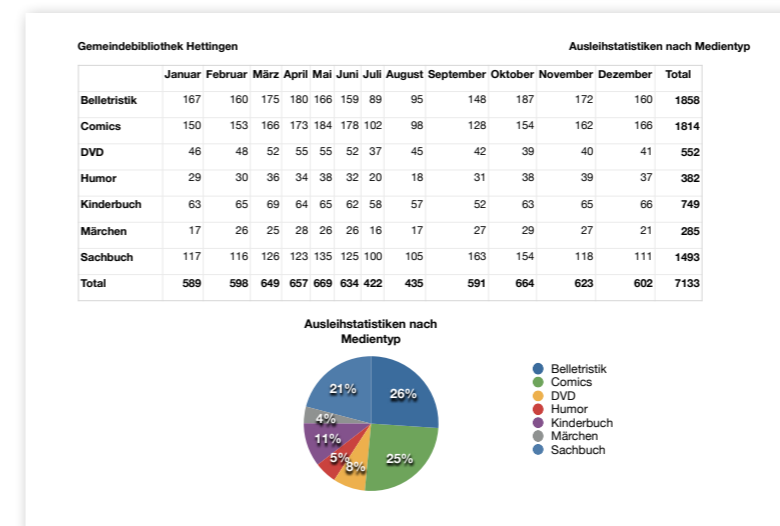 Gemeindebibliothek Hettingen Ausleihstatistiken nach Medientyp
Januar Februar März April Mai Juni Juli August September Oktober November Dezember Total
Belletristik 167 160 175 180 166 159 89 95 148 187 172 160 1858
Comics 150 153 166 173 184 178 102 98 128 154 162 166 1814
DVD 46 48 52 55 55 52 37 45 42 39 40 41 552
Humor 29 30 36 34 38 32 20 18 31 38 39 37 382
Kinderbuch 63 65 69 64 65 62 58 57 52 63 65 66 749
Märchen 17 26 25 28 26 26 16 17 27 29 27 21 285
Sachbuch 117 116 126 123 135 125 100 105 163 154 118 111 1493
Total 589 598 649 657 669 634 422 435 591 664 623 602 7133
Ausleihstatistiken nach
Medientyp
21% 26%
4%
11%
5% 8% 25%
Belletristik
Comics
DVD
Humor
Kinderbuch
Märchen
Sachbuch